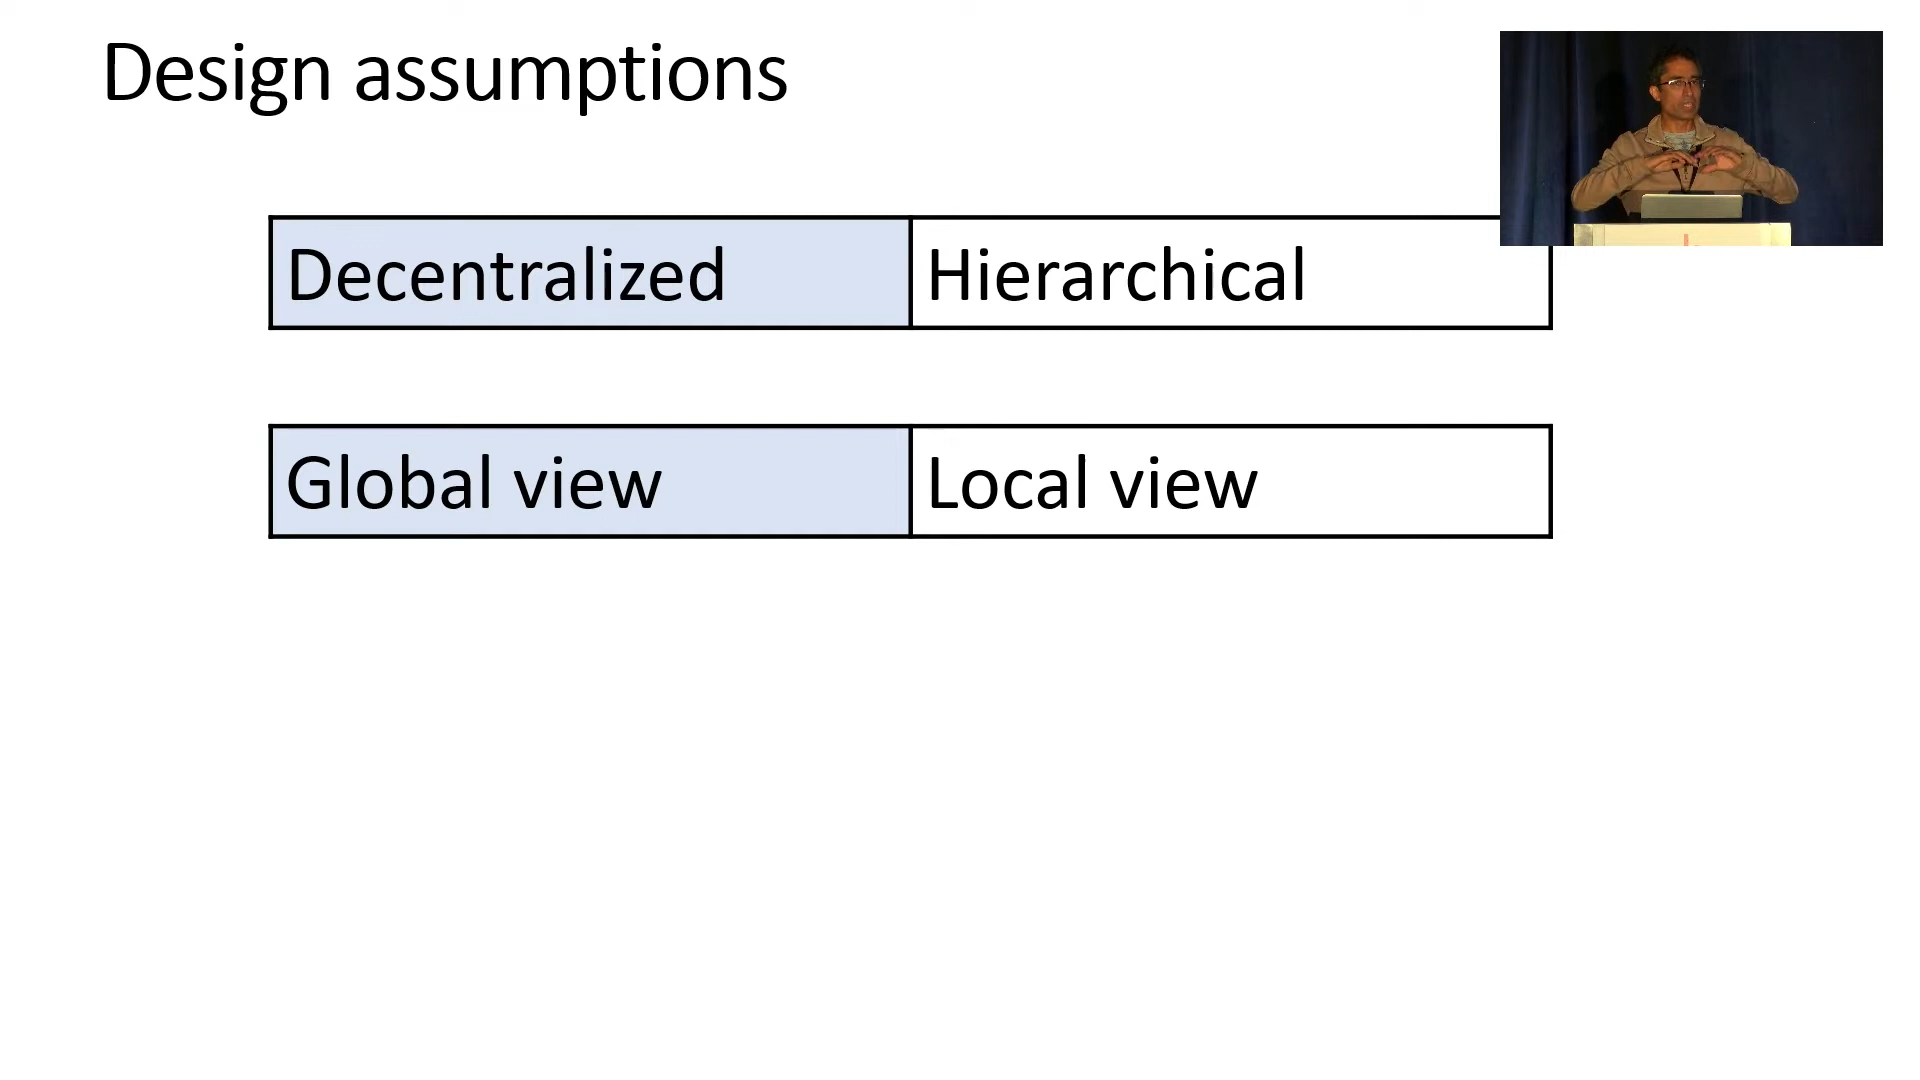 Design assumptions
Decentralized
Hierarchical
Global view
Local view